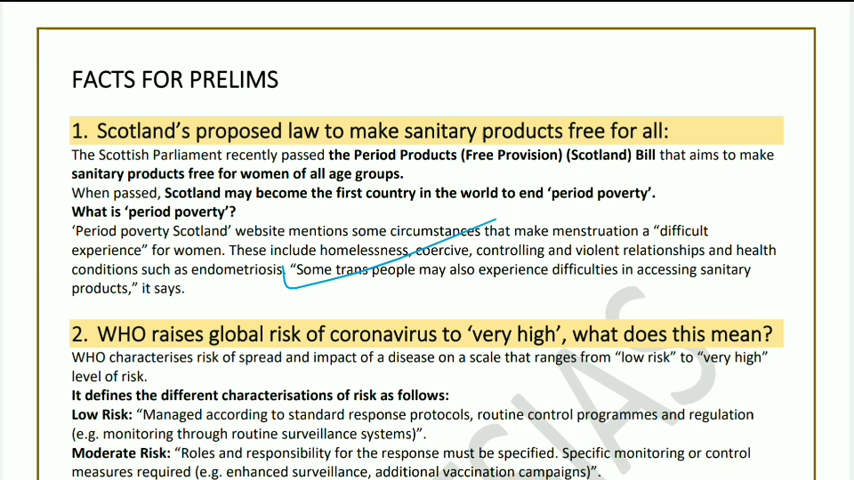 FACTS FOR PRELIMS
1. Scotland's proposed law to make sanitary products free for all:
The Scottish Parliament recently passed the Period Products (Free Provision) (Scotland) Bill that aims to make
sanitary products free for women of all age groups.
When passed, Scotland may become the first country in the world to end 'period poverty'.
What is 'period poverty'?
'Period poverty Scotland' website mentions some circumstances that make menstruation a "difficult
experience" for women. These include homelessness, coercive, controlling and violent relationships and health
conditions such as endometriosis. "Some trans people may also experience difficulties in accessing sanitary
products," it says.
2. WHO raises global risk of coronavirus to 'very high', what does this mean?
WHO characterises risk of spread and impact of a disease on a scale that ranges from "low risk" to "very high"
level of risk.
It defines the different characterisations of risk as follows:
Low Risk: "Managed according to standard response protocols, routine control programmes and regulation
(e.g. monitoring through routine surveillance systems)".
Moderate Risk: "Roles and responsibility for the response must be specified. Specific monitoring or control
measures required (e.g. enhanced surveillance, additional vaccination campaigns)".